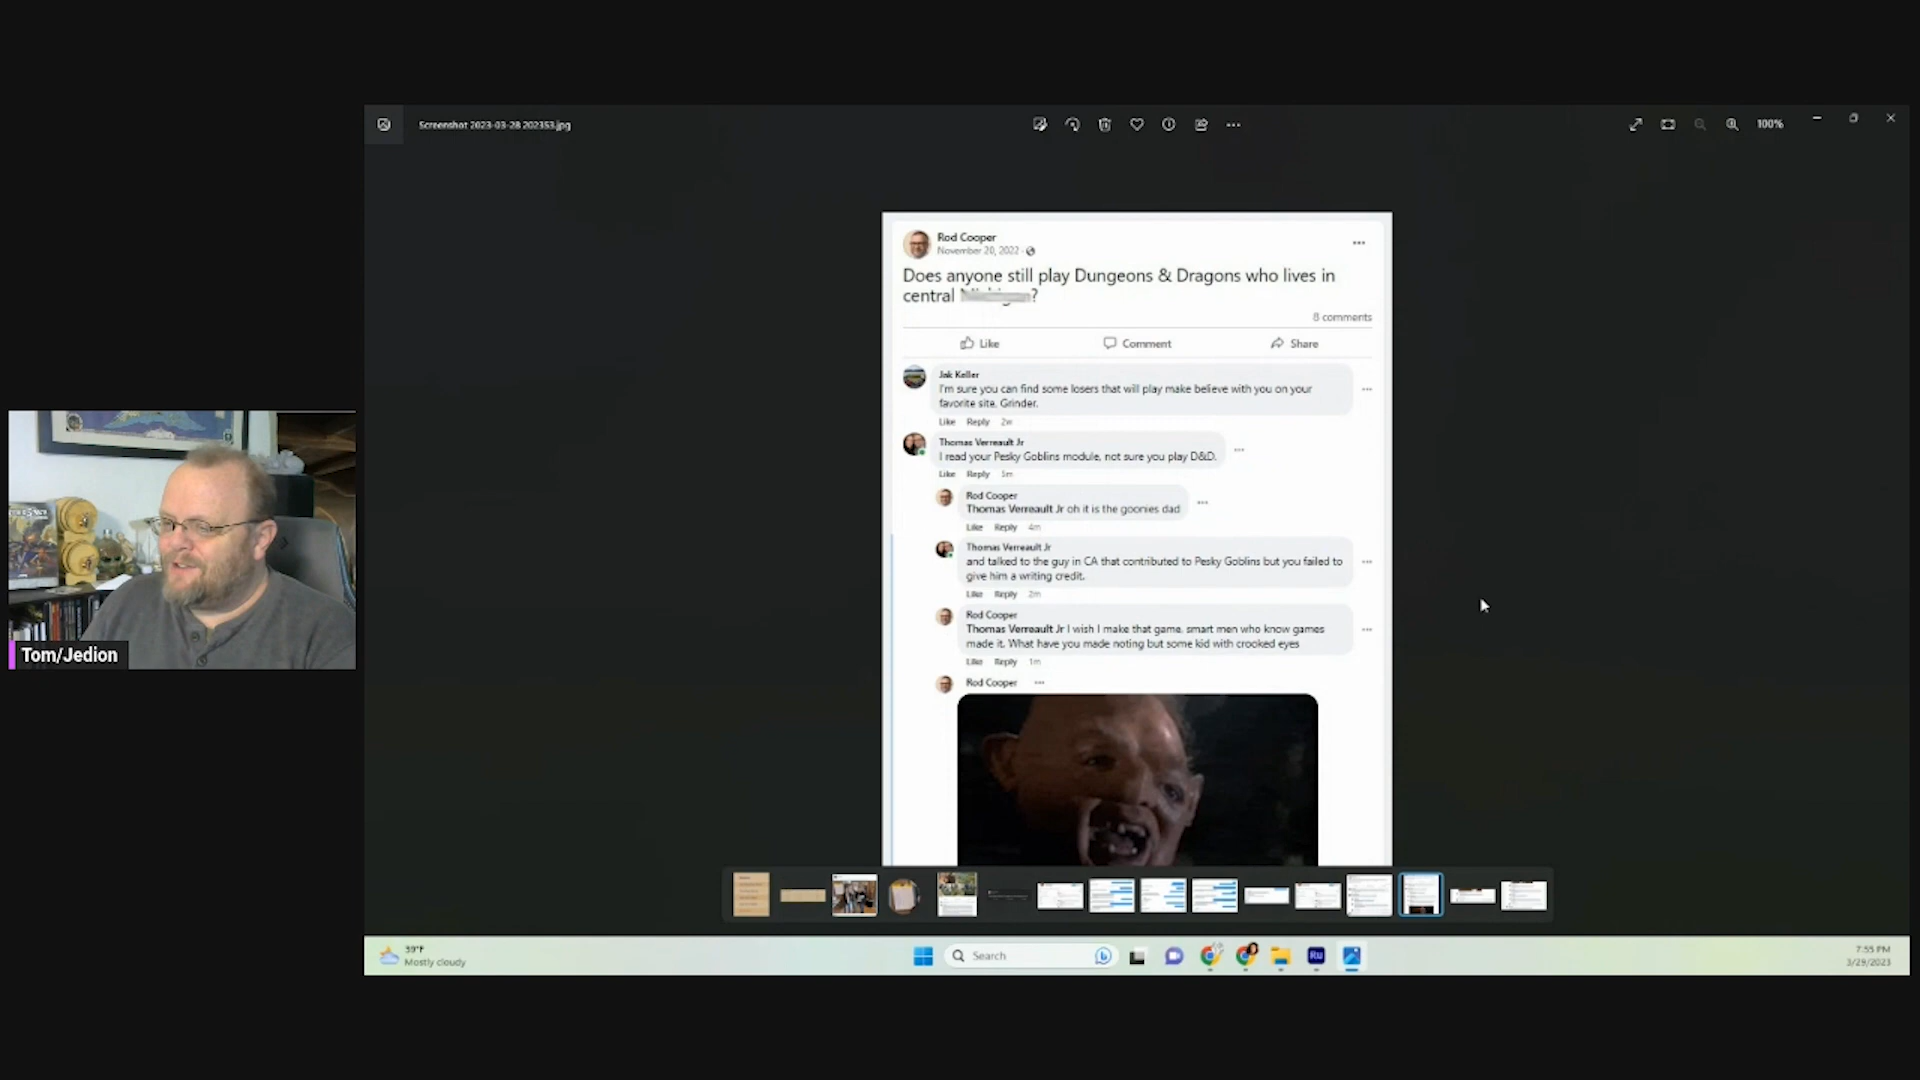 Screenshot 2023-03-28 202353.jpg
100%
Rod Cooper
November 20, 2022
Does anyone still play Dungeons & Dragons who lives in
central ?
8 comments
Like Comment Share
Jak Keller
I'm sure you can find some losers that will play make believe with you on your
favorite site. Grinder.
Like Reply 2w
Thomas Verreault Jr
I read your Pesky Goblins module, not sure you play D&D.
Like Reply
Rod Cooper
Thomas Verreault Jr oh it is the goonies dad
Like Reply 4m
Thomas Verreault Jr
and talked to the guy in CA that contributed to Pesky Goblins but you failed to
give him a writing credit.
Like Reply 2m
Rod Cooper
Thomas Verreault Jr I wish I make that game, smart men who know games
made it. What have you made noting but some kid with crooked eyes
Like Reply 1m
Rod Cooper
Tom/Jedion
39°F
Mostly cloudy
Search
Ru
7:55 PM
3/29/2023